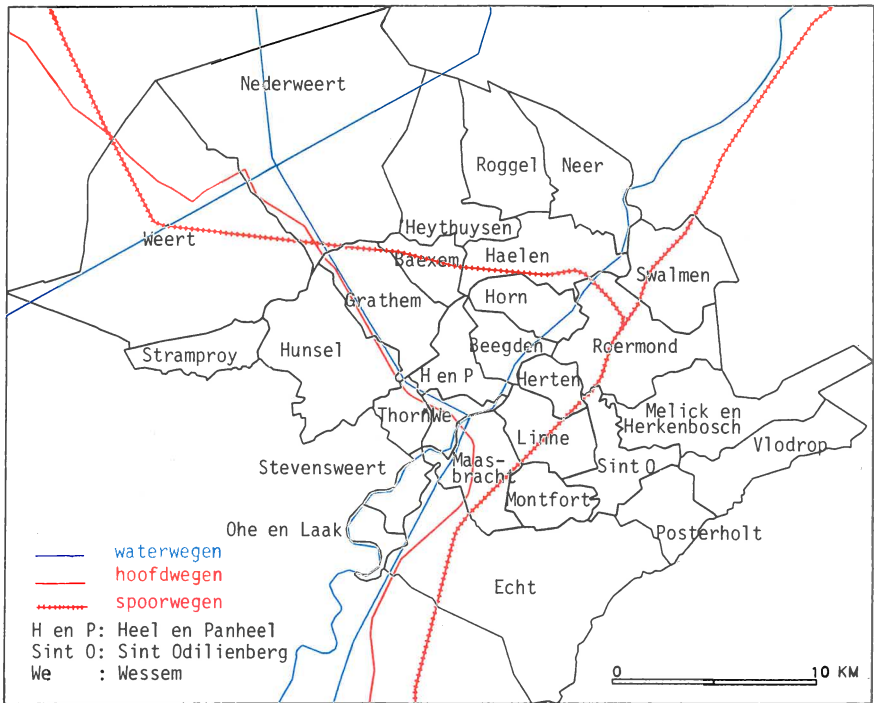 Nederweert
Roggel
Neer
Heythuysen
Weert
Baexem
Haelen
Swalmen
Grathem
Horn
Stramproy
Hunsel
Beegden
Roermond
H en P
Herten
Thorn
We
Melick en
Herkenbosch
Linne
Vlodrop
Stevensweert
Maas-
bracht
Sint O
Montfort
Ohe en Laak
Posterholt
Echt
waterwegen
hoofdwegen
spoorwegen
H en P: Heel en Panheel
Sint O: Sint Odilienberg
We : Wessem
0 10 KM